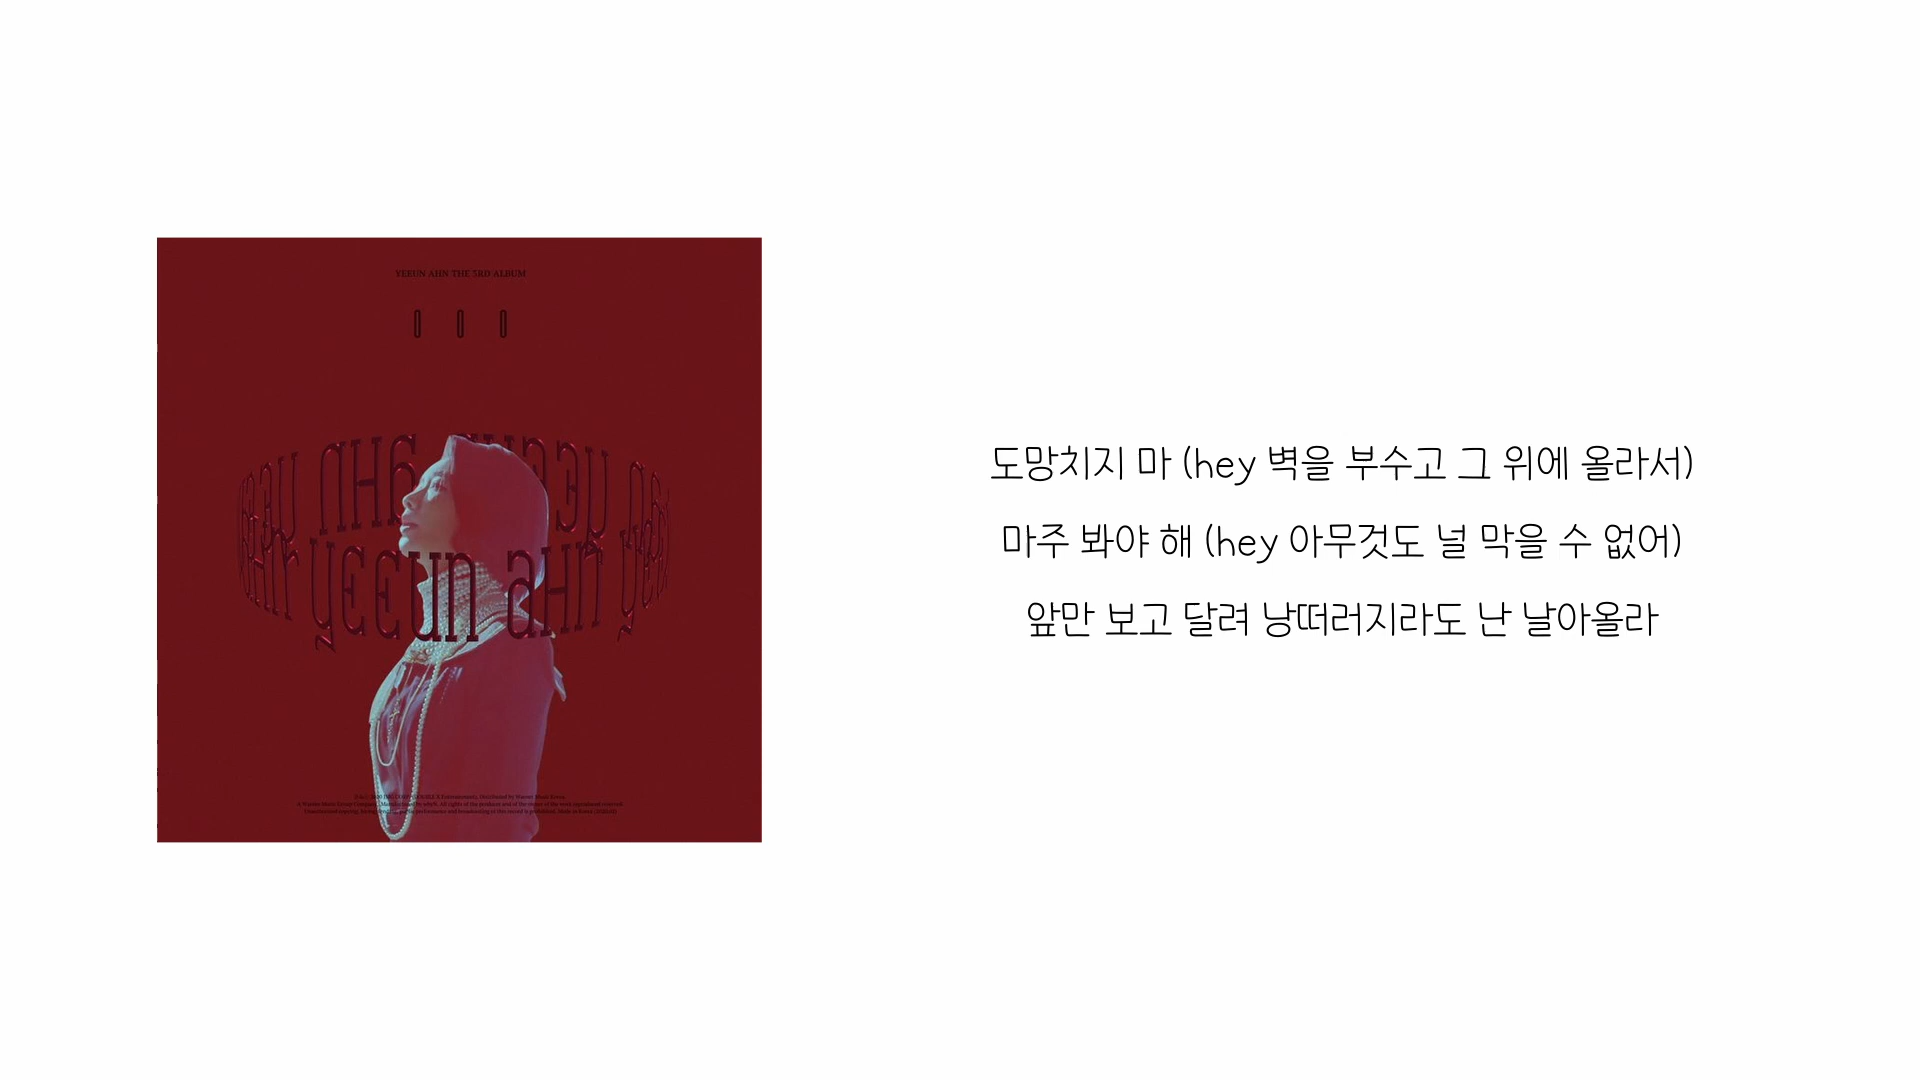 YEEUN AHN THE 3RD ALBUM
yeeun aHn
도망치지 마 (hey 벽을 부수고 그 위에 올라서)
마주 봐야 해 (hey 아무것도 널 막을 수 없어)
앞만 보고 달려 낭떠러지라도 난 날아올라